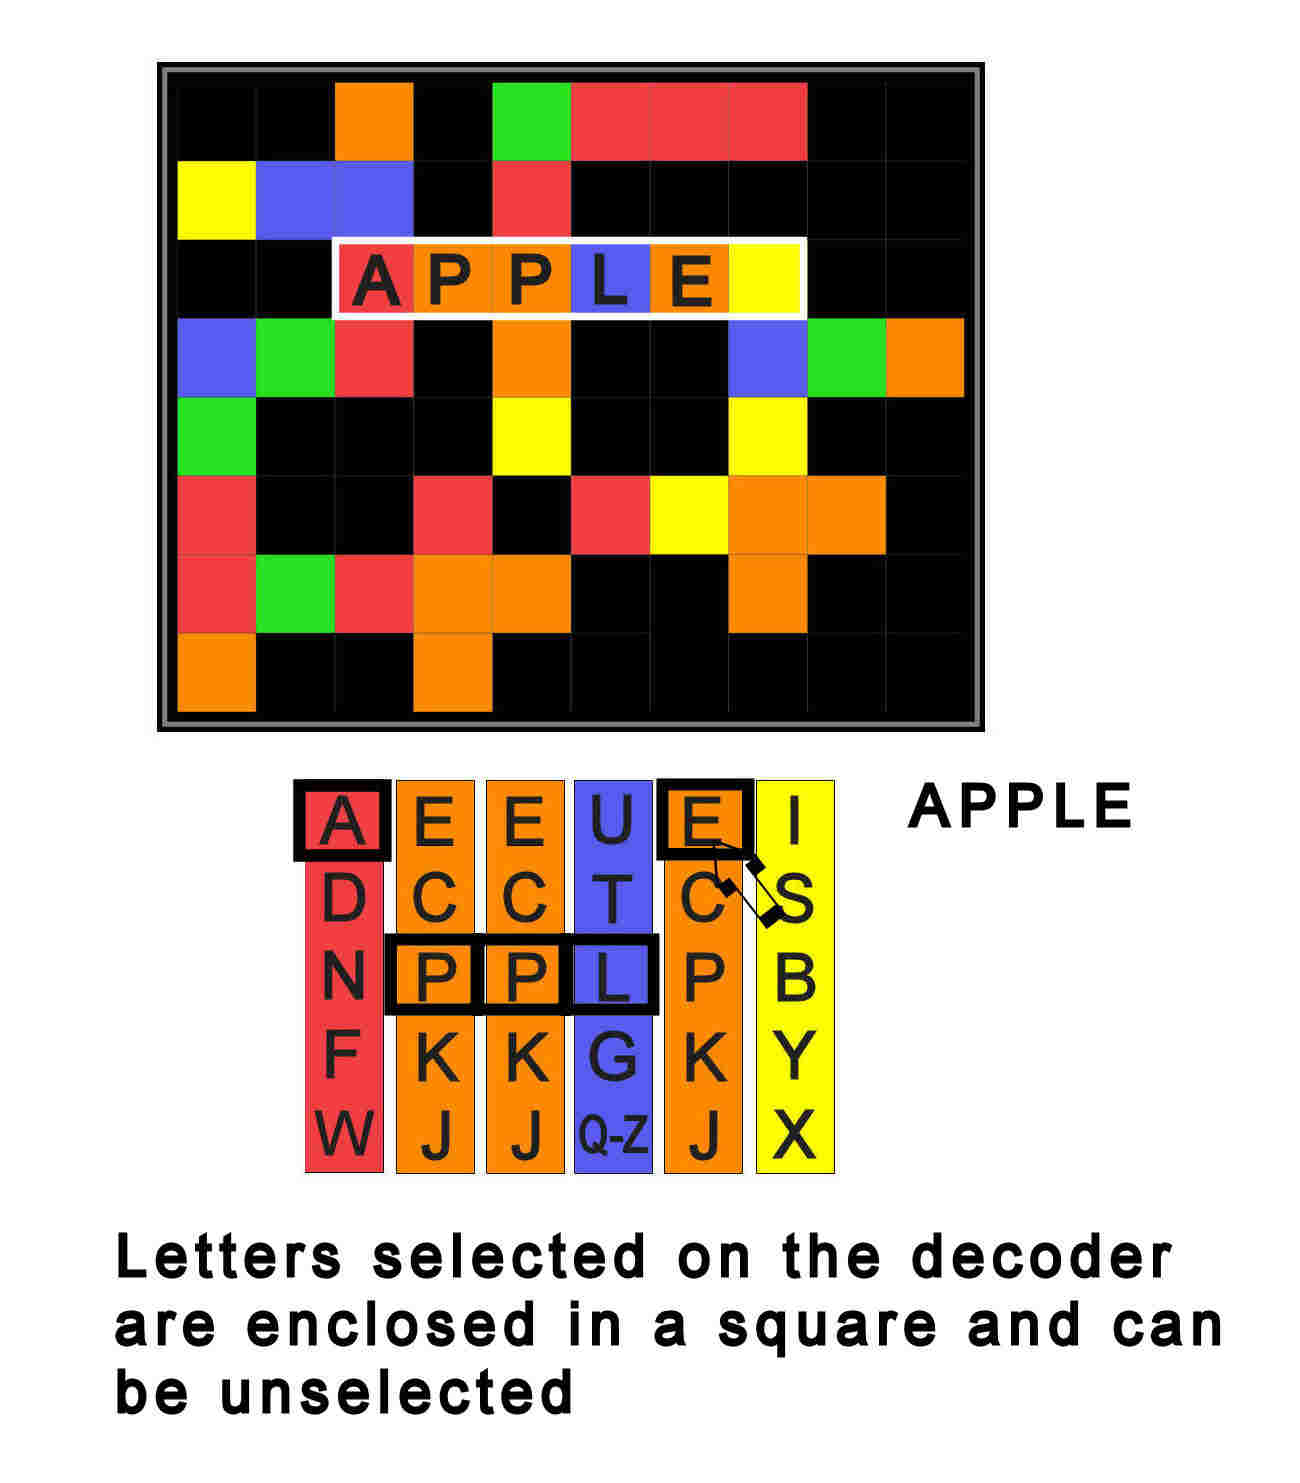 APPLE
A E E U E I
D C C T C S
N P P L P B
F K K G K Y
W J J Q-Z J X
APPLE
Letters selected on the decoder
are enclosed in a square and can
be unselected